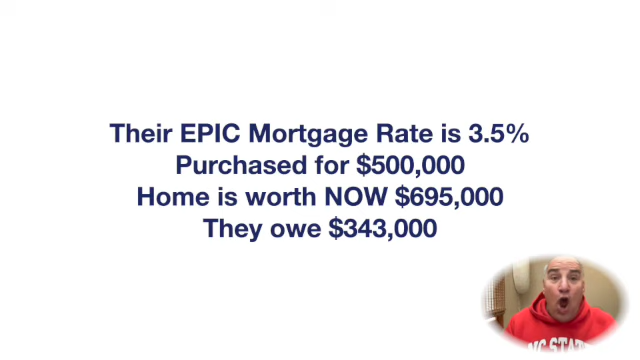 Their EPIC Mortgage Rate is 3.5%
Purchased for $500,000
Home is worth NOW $695,000
They owe $343,000
STATE